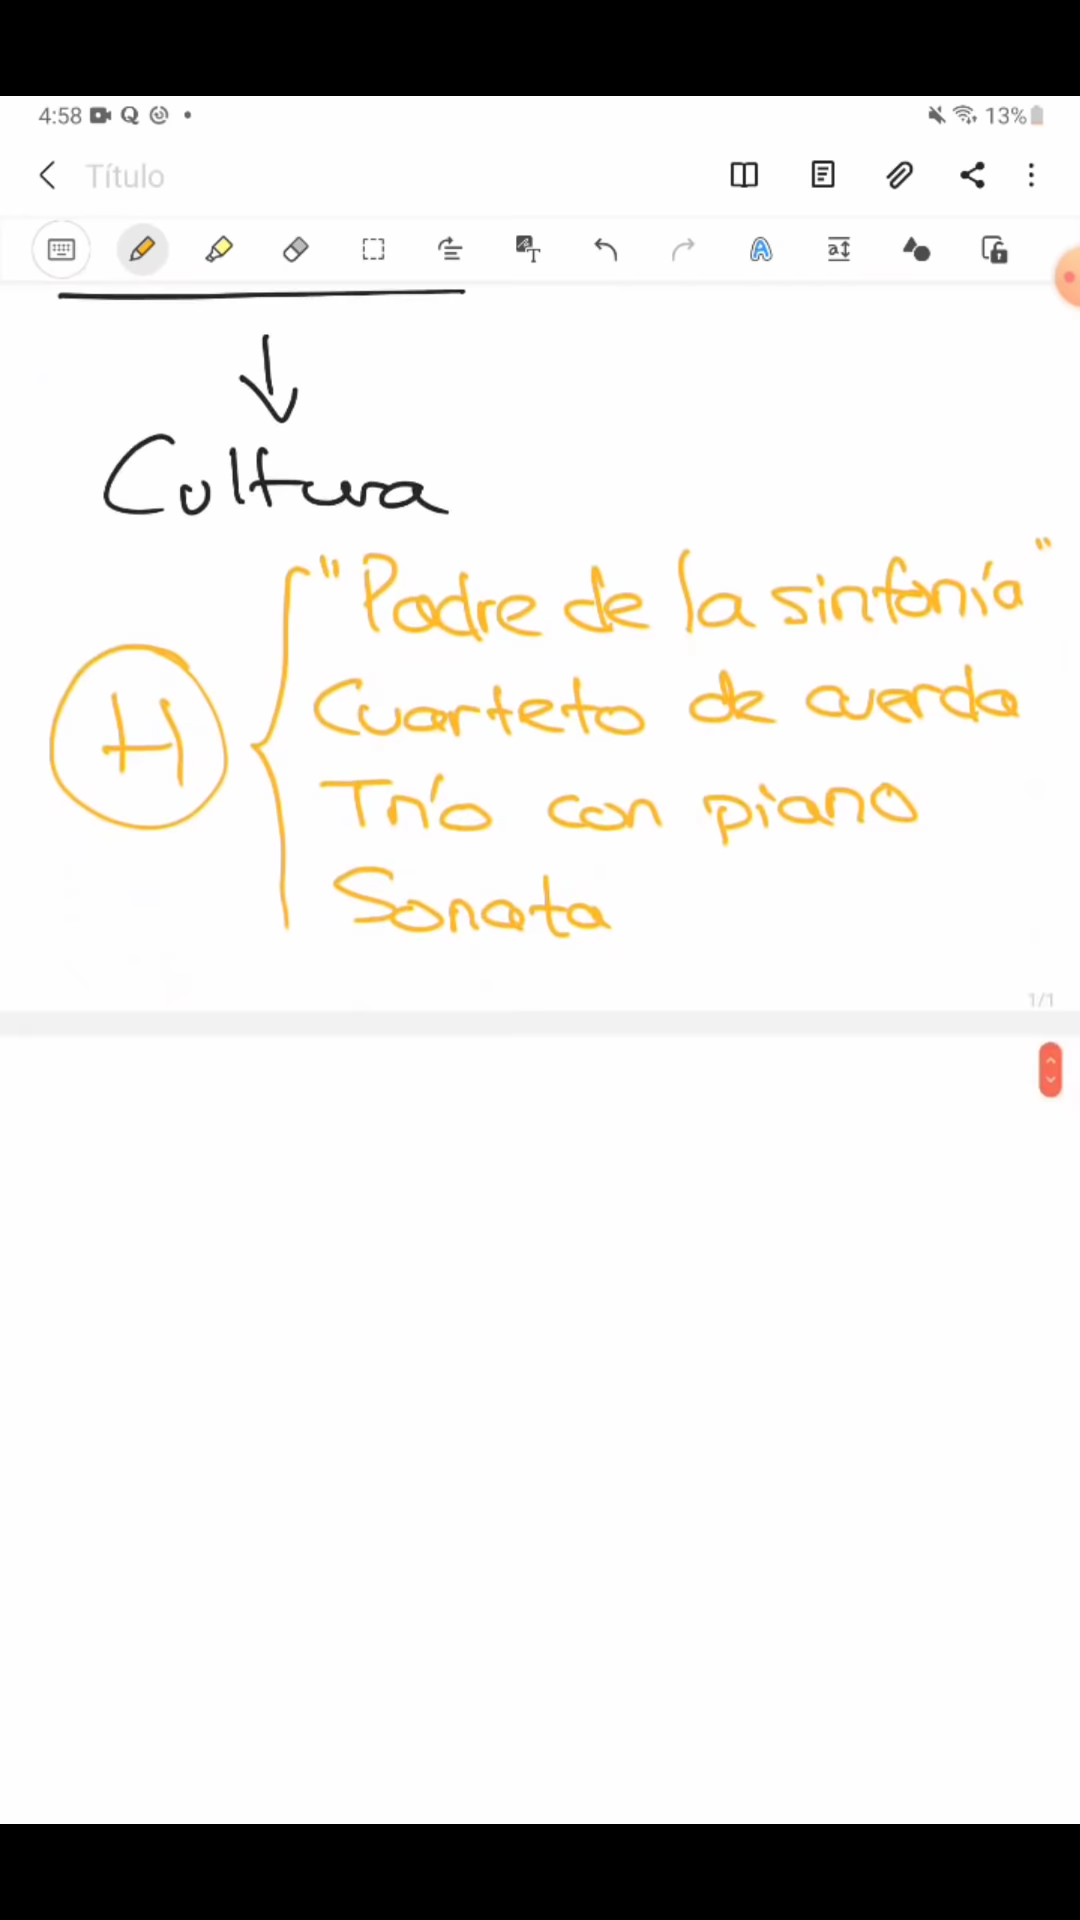 4:58 13%
Título
Cultura
"Padre de la sinfonía"
Cuarteto de cuerda
H
Trío con piano
Sonata
1/1